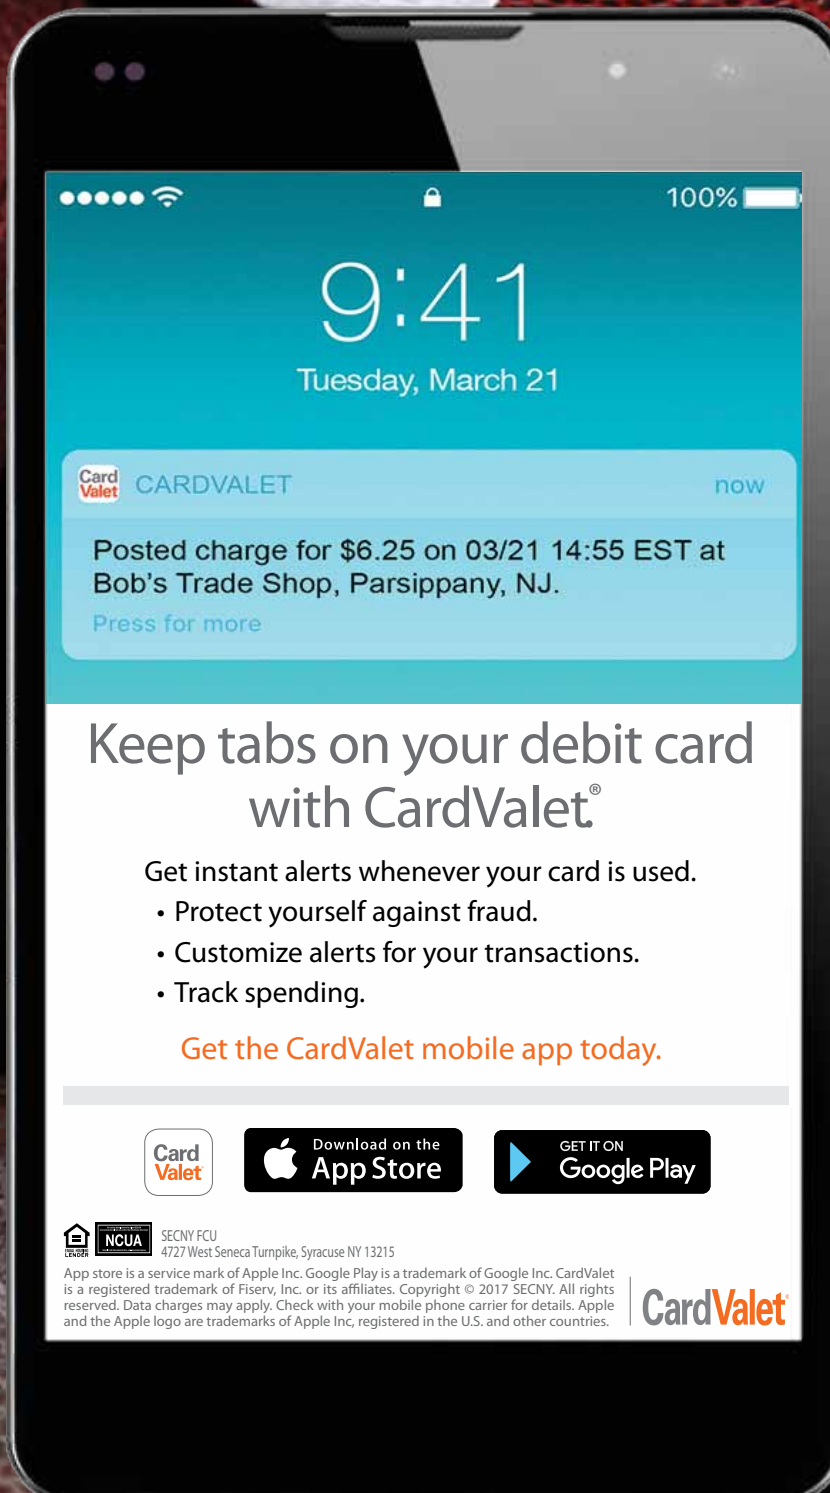 100%
9:41
Tuesday, March 21
Card
Valet
CARDVALET
now
Posted charge for $6.25 on 03/21 14:55 EST at
Bob's Trade Shop, Parsippany, NJ.
Press for more
Keep tabs on your debit card
with CardValet.®
Get instant alerts whenever your card is used.
• Protect yourself against fraud.
• Customize alerts for your transactions.
• Track spending.
Get the CardValet mobile app today.
Card
Valet
Download on the
App Store
GET IT ON
Google Play
LENDER
NCUA
SECNY FCU
4727 West Seneca Turnpike, Syracuse NY 13215
App store is a service mark of Apple Inc. Google Play is a trademark of Google Inc. CardValet
is a registered trademark of Fiserv, Inc. or its affiliates. Copyright © 2017 SECNY. All rights
reserved. Data charges may apply. Check with your mobile phone carrier for details. Apple
and the Apple logo are trademarks of Apple Inc, registered in the U.S. and other countries.
CardValet